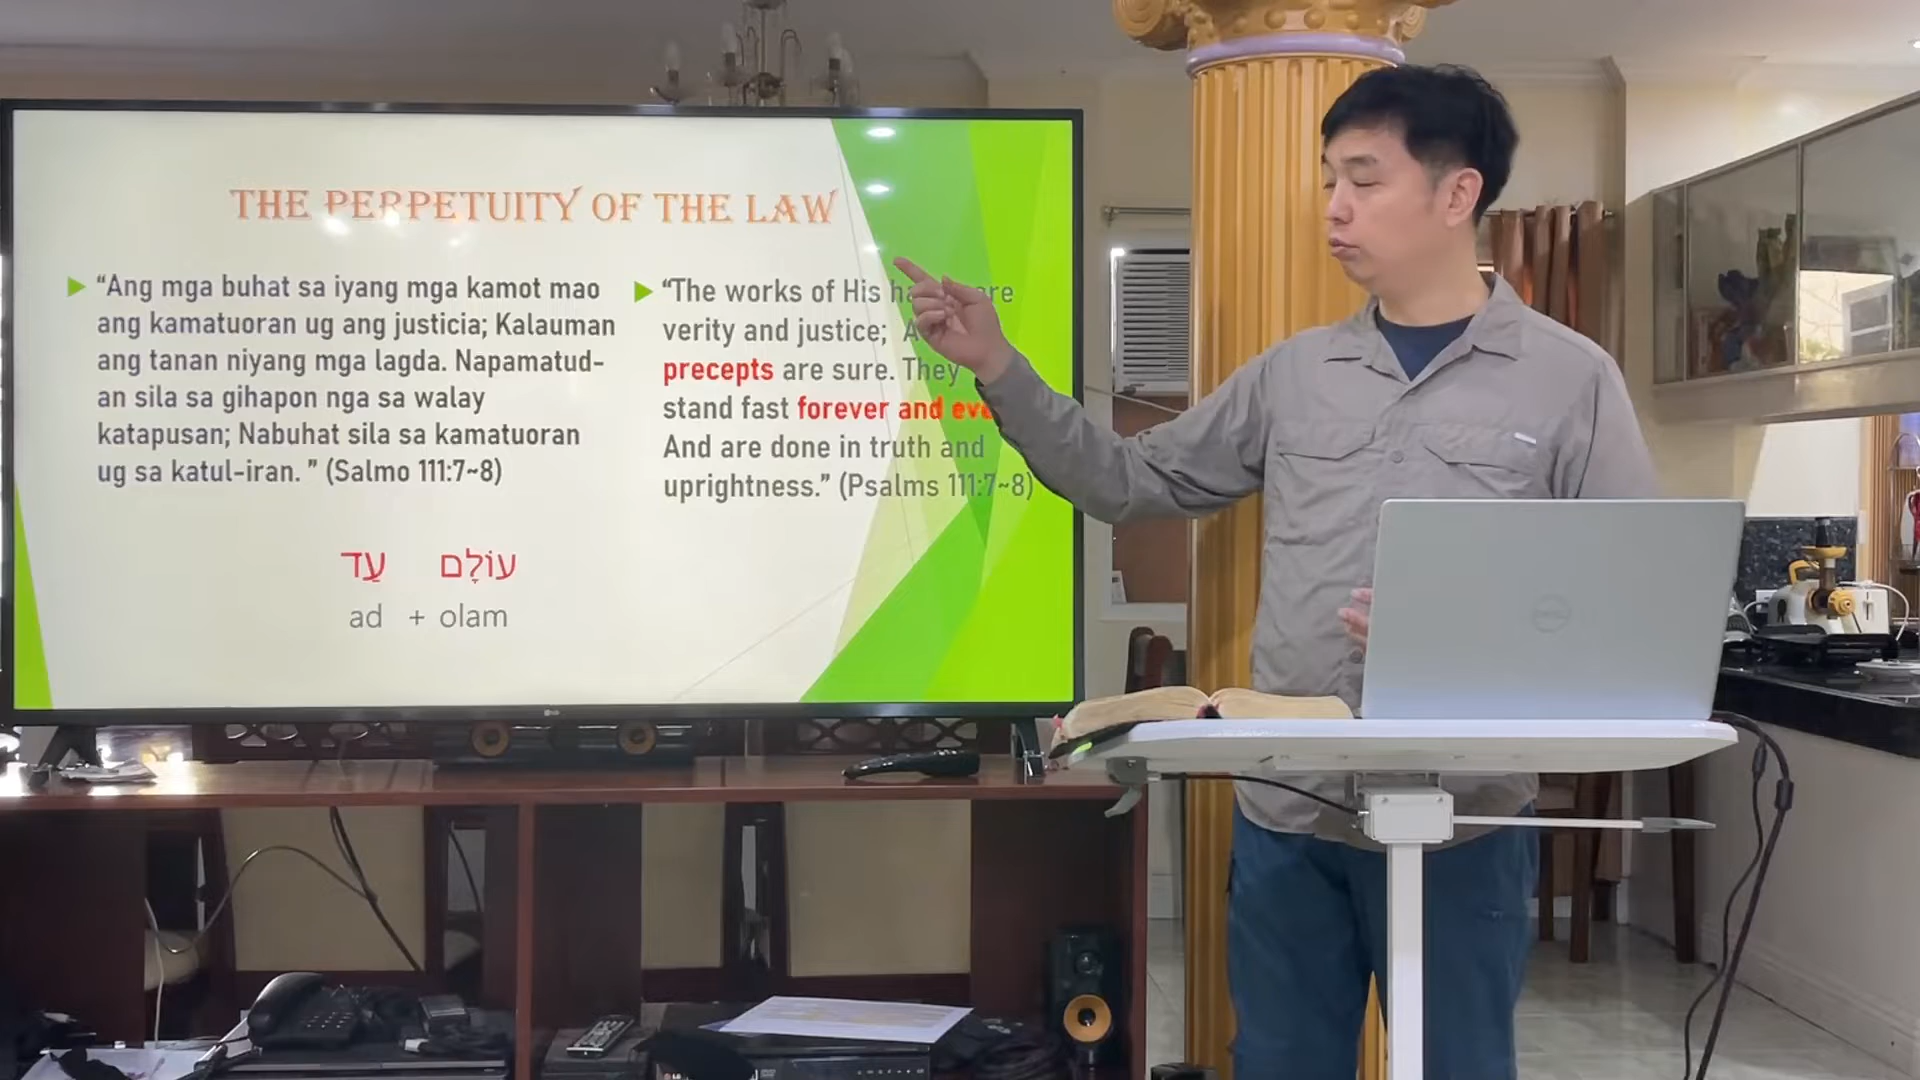 THE PERPETUITY OF THE LAW
“Ang mga buhat sa iyang mga kamot mao
ang kamatuoran ug ang justicia; Kalauman
ang tanan niyang mga lagda. Napamatud-
an sila sa gihapon nga sa walay
katapusan; Nabuhat sila sa kamatuoran
ug sa katul-iran. ” (Salmo 111:7~8)
“The works of His
verity and justice;
precepts are sure. They
stand fast forever and
And are done in truth and
uprightness.” (Psalms 111:7~8)
עַד עוֹלָם
ad + olam
DELL